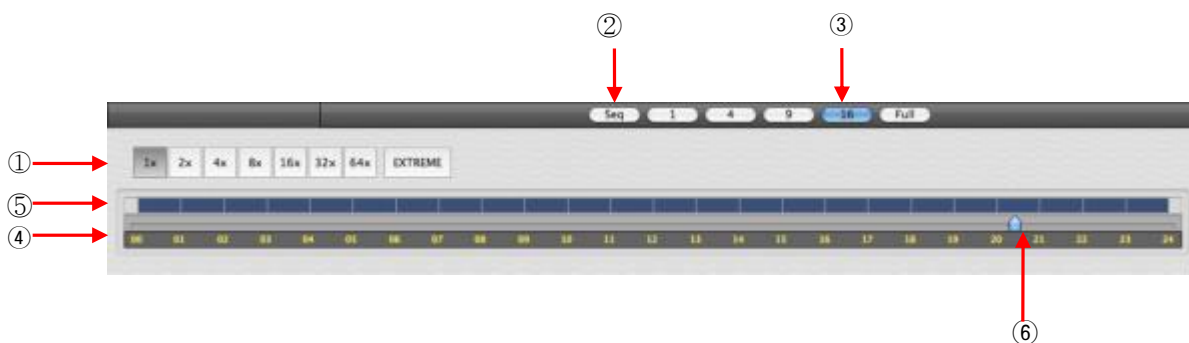 ② ③
Seq 1 4 9 16 Full
① 1x 2x 4x 8x 16x 32x 64x EXTREME
⑤
④ 00 01 02 03 04 05 06 07 08 09 10 11 12 13 14 15 16 17 18 19 20 21 22 23 24
⑥